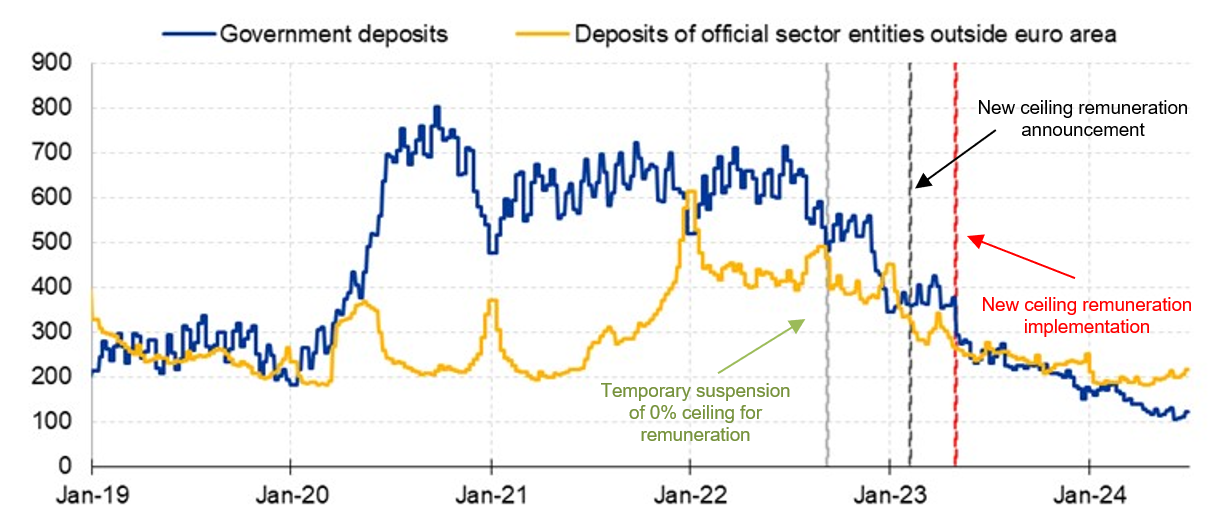 Government deposits
Deposits of official sector entities outside euro area
900
800
700
600
500
400
300
200
100
0
New ceiling remuneration
announcement
New ceiling remuneration
implementation
Temporary suspension
of 0% ceiling for
remuneration
Jan-19
Jan-20
Jan-21
Jan-22
Jan-23
Jan-24